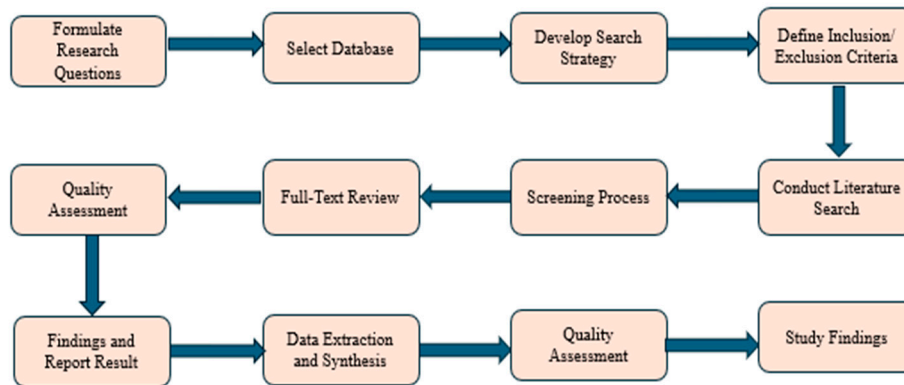 Formulate
Research
Questions
Select Database
Develop Search
Strategy
Define Inclusion/
Exclusion Criteria
Conduct Literature
Search
Screening Process
Full-Text Review
Quality
Assessment
Findings and
Report Result
Data Extraction
and Synthesis
Quality
Assessment
Study Findings